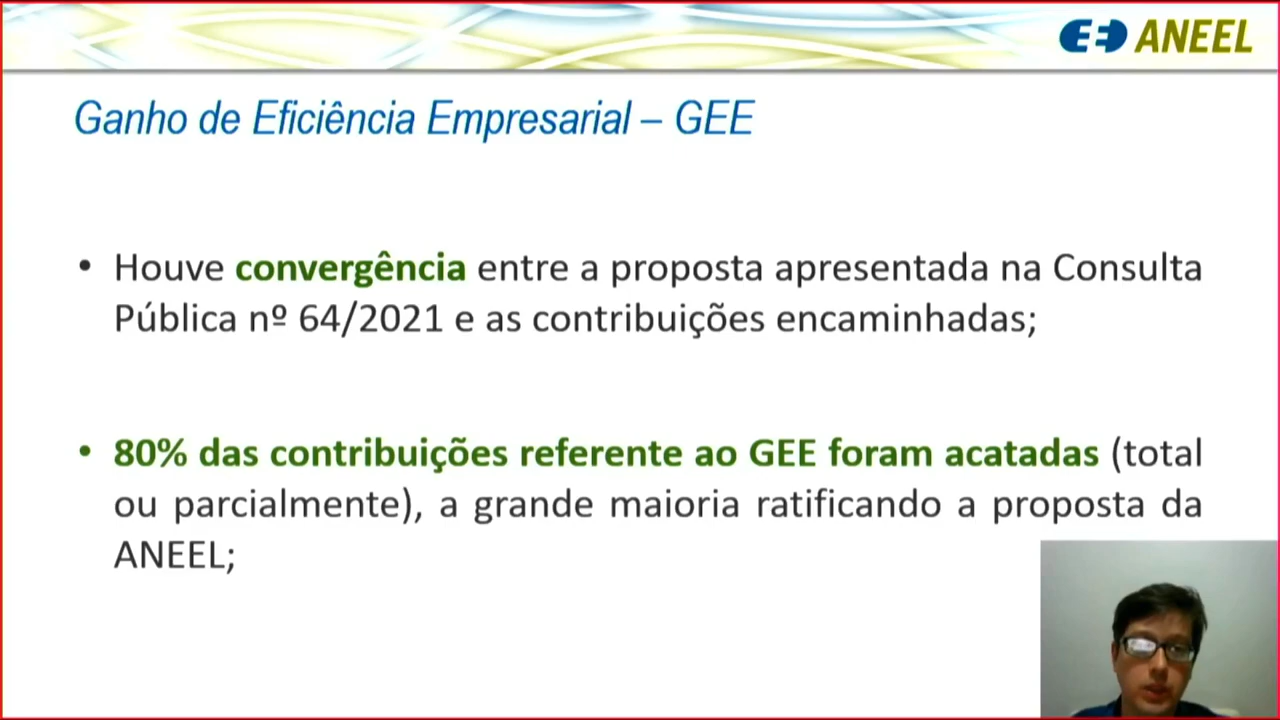 ANEEL
Ganho de Eficiência Empresarial – GEE
• Houve convergência entre a proposta apresentada na Consulta
Pública nº 64/2021 e as contribuições encaminhadas;
• 80% das contribuições referente ao GEE foram acatadas (total
ou parcialmente), a grande maioria ratificando a proposta da
ANEEL;